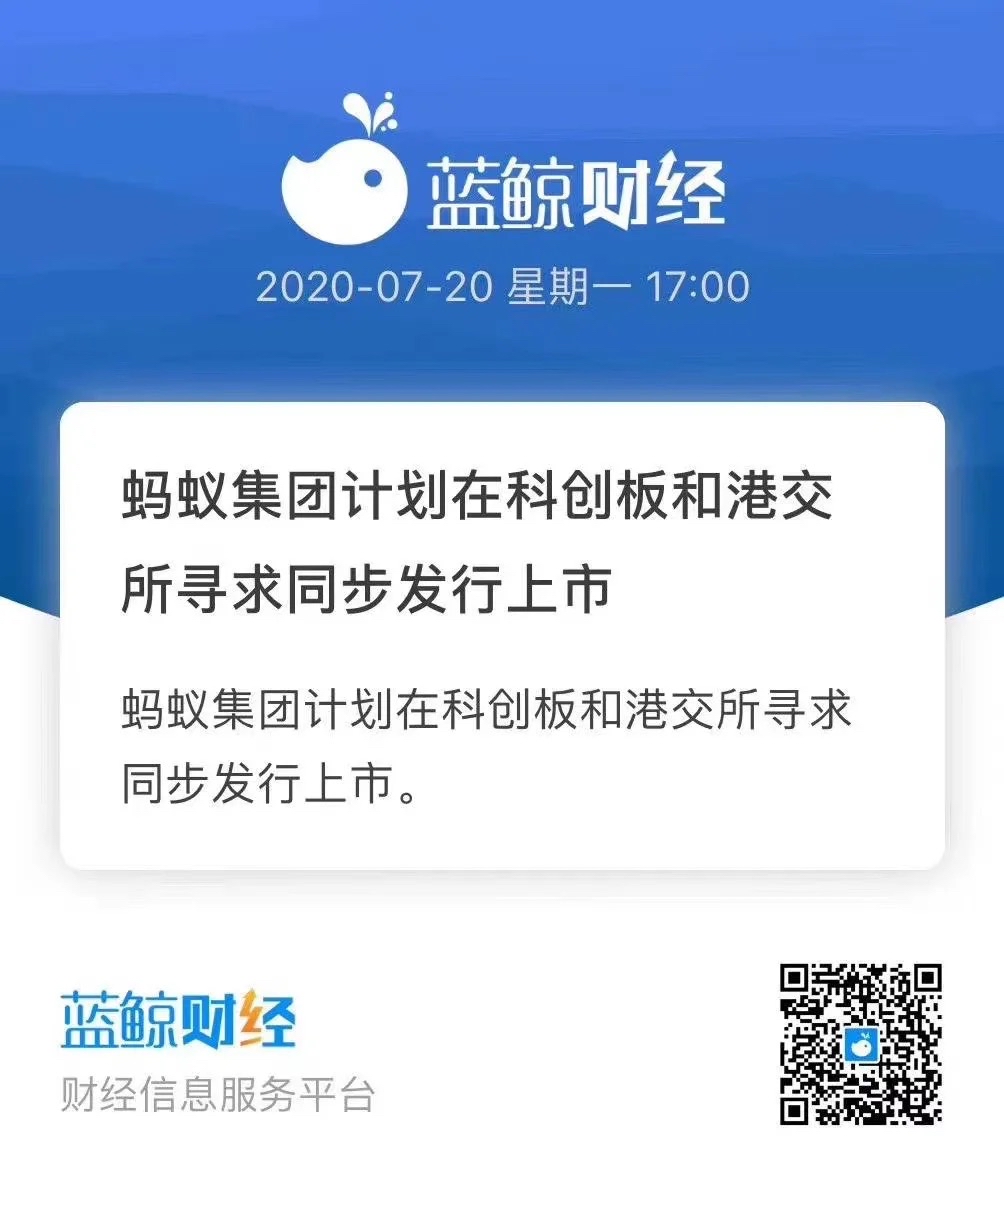 蓝鲸财经
2020-07-20 星期一 17:00
蚂蚁集团计划在科创板和港交
所寻求同步发行上市
蚂蚁集团计划在科创板和港交所寻求
同步发行上市。
蓝鲸财经
财经信息服务平台